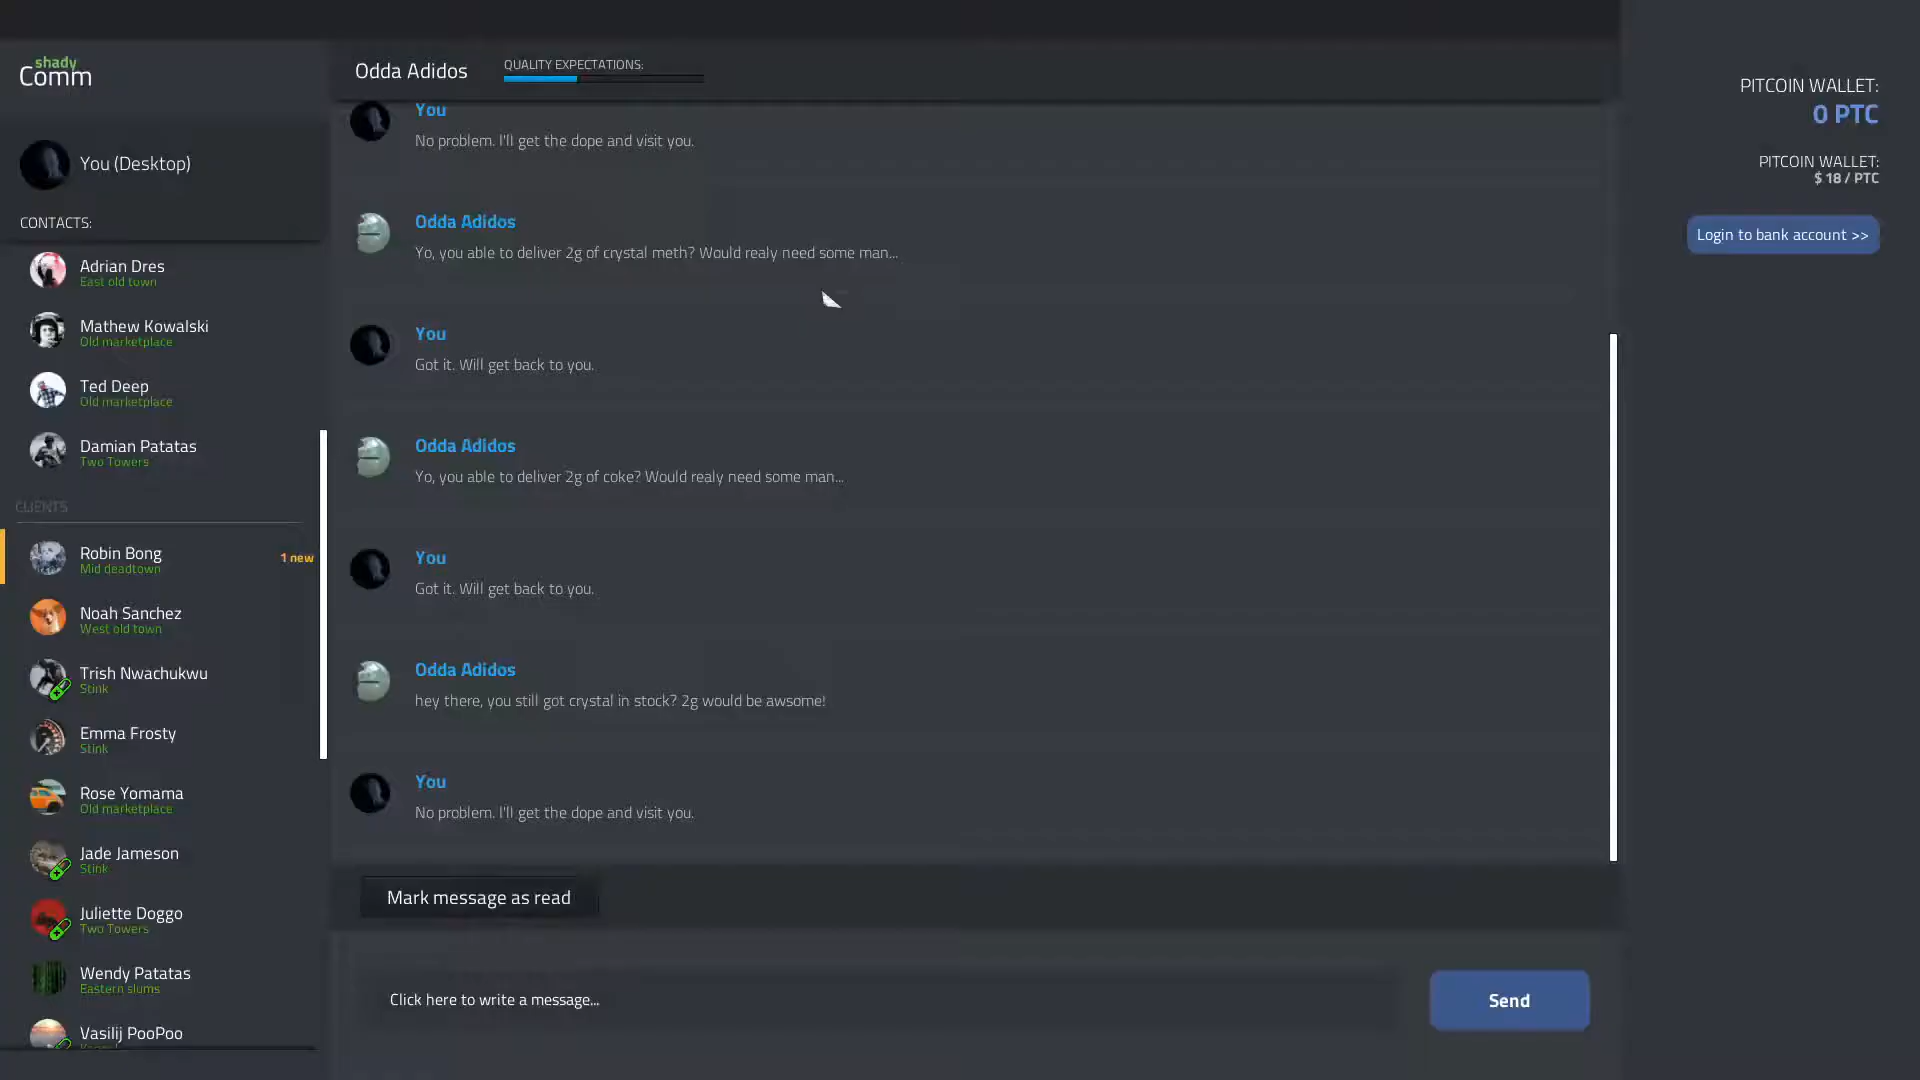 shady
Comm
You (Desktop)
CONTACTS:
Adrian Dres
East old town
Mathew Kowalski
Old marketplace
Ted Deep
Old marketplace
Damian Patatas
Two Towers
CLIENTS
Robin Bong
Mid deadtown
1 new
Noah Sanchez
West old town
Trish Nwachukwu
Stink
Emma Frosty
Stink
Rose Yomama
Old marketplace
Jade Jameson
Stink
Juliette Doggo
Two Towers
Wendy Patatas
Eastern slums
Vasilij PooPoo
Odda Adidos
QUALITY EXPECTATIONS:
You
No problem. I'll get the dope and visit you.
Odda Adidos
Yo, you able to deliver 2g of crystal meth? Would realy need some man...
You
Got it. Will get back to you.
Odda Adidos
Yo, you able to deliver 2g of coke? Would realy need some man...
You
Got it. Will get back to you.
Odda Adidos
hey there, you still got crystal in stock? 2g would be awsome!
You
No problem. I'll get the dope and visit you.
Mark message as read
Click here to write a message...
Send
PITCOIN WALLET:
0 PTC
PITCOIN WALLET:
$ 18 / PTC
Login to bank account >>